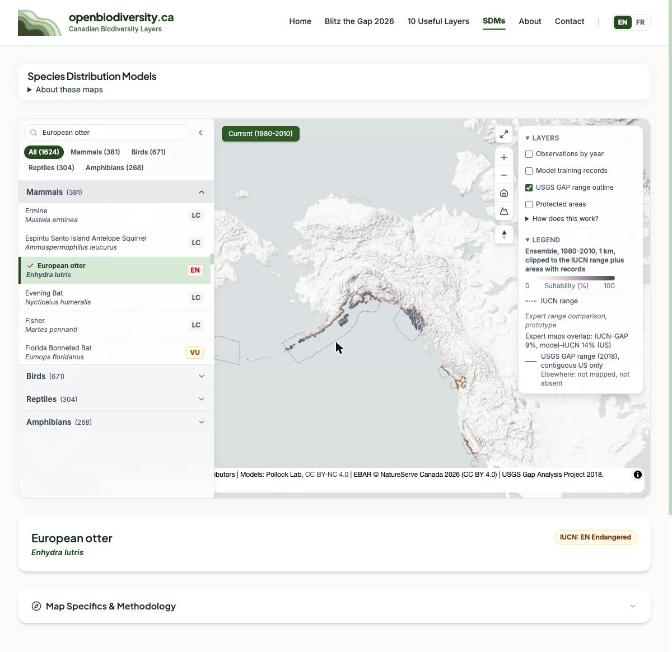 openbiodiversity.ca
Canadian Biodiversity Layers
Home
Blitz the Gap 2026
10 Useful Layers
SDMs
About
Contact
EN
FR
Species Distribution Models
About these maps
European otter
All (1624)
Mammals (381)
Birds (671)
Reptiles (304)
Amphibians (268)
Mammals (381)
Ermine
LC
Mustela erminea
Espiritu Santo Island Antelope Squirrel
LC
Ammospermophilus leucurus
European otter
EN
Enhydra lutris
Evening Bat
LC
Nycticeius humeralis
Fisher
LC
Martes pennanti
Florida Bonneted Bat
VU
Eumops floridanus
Birds (671)
Reptiles (304)
Amphibians (268)
Current (1980-2010)
LAYERS
Observations by year
Model training records
USGS GAP range outline
Protected areas
How does this work?
LEGEND
Ensemble, 1980-2010, 1 km,
clipped to the IUCN range plus
areas with records
0 Suitability (%) 100
IUCN range
Expert range comparison,
prototype
Expert maps overlap: IUCN–GAP
9%, model–IUCN 14% (US)
USGS GAP range (2018),
contiguous US only
Elsewhere: not mapped, not
absent
ibutors | Models: Pollock Lab, CC BY-NC 4.0 | EBAR © NatureServe Canada 2026 (CC BY 4.0) | USGS Gap Analysis Project 2018,
European otter
Enhydra lutris
IUCN: EN Endangered
Map Specifics & Methodology